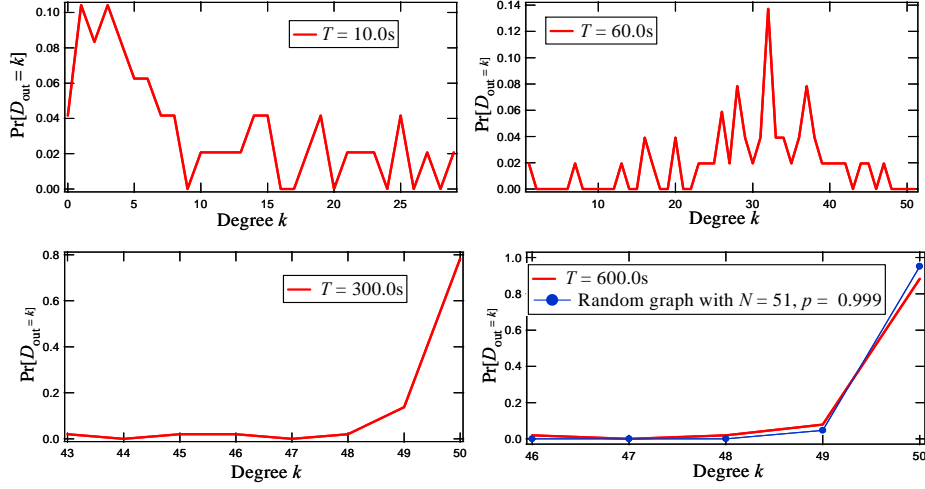 T = 10.0s
Pr[D_out = k]
0.10
0.08
0.06
0.04
0.02
0.00
0 5 10 15 20 25
Degree k
T = 60.0s
Pr[D_out = k]
0.14
0.12
0.10
0.08
0.06
0.04
0.02
0.00
10 20 30 40 50
Degree k
T = 300.0s
Pr[D_out = k]
0.8
0.6
0.4
0.2
0.0
43 44 45 46 47 48 49 50
Degree k
T = 600.0s
Random graph with N = 51, p = 0.999
Pr[D_out = k]
1.0
0.8
0.6
0.4
0.2
0.0
46 47 48 49 50
Degree k